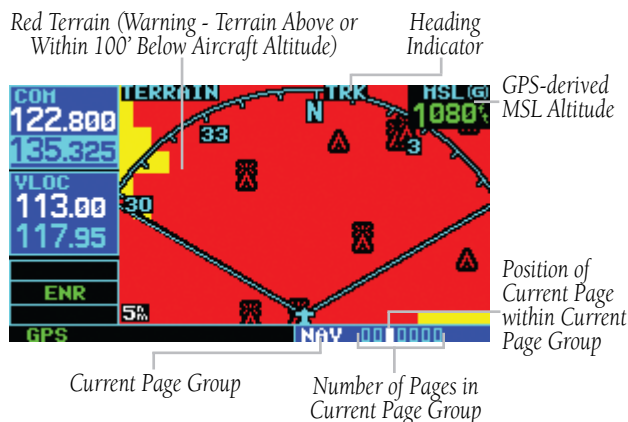 Red Terrain (Warning - Terrain Above or
Within 100' Below Aircraft Altitude)
Heading
Indicator
GPS-derived
MSL Altitude
COM
122.800
135.325
VLOC
113.00
117.95
ENR
GPS
TERRAIN
TRK
MSL G
1080ft
N
33
3
30
5nm
NAV
Position of
Current Page
within Current
Page Group
Current Page Group
Number of Pages in
Current Page Group